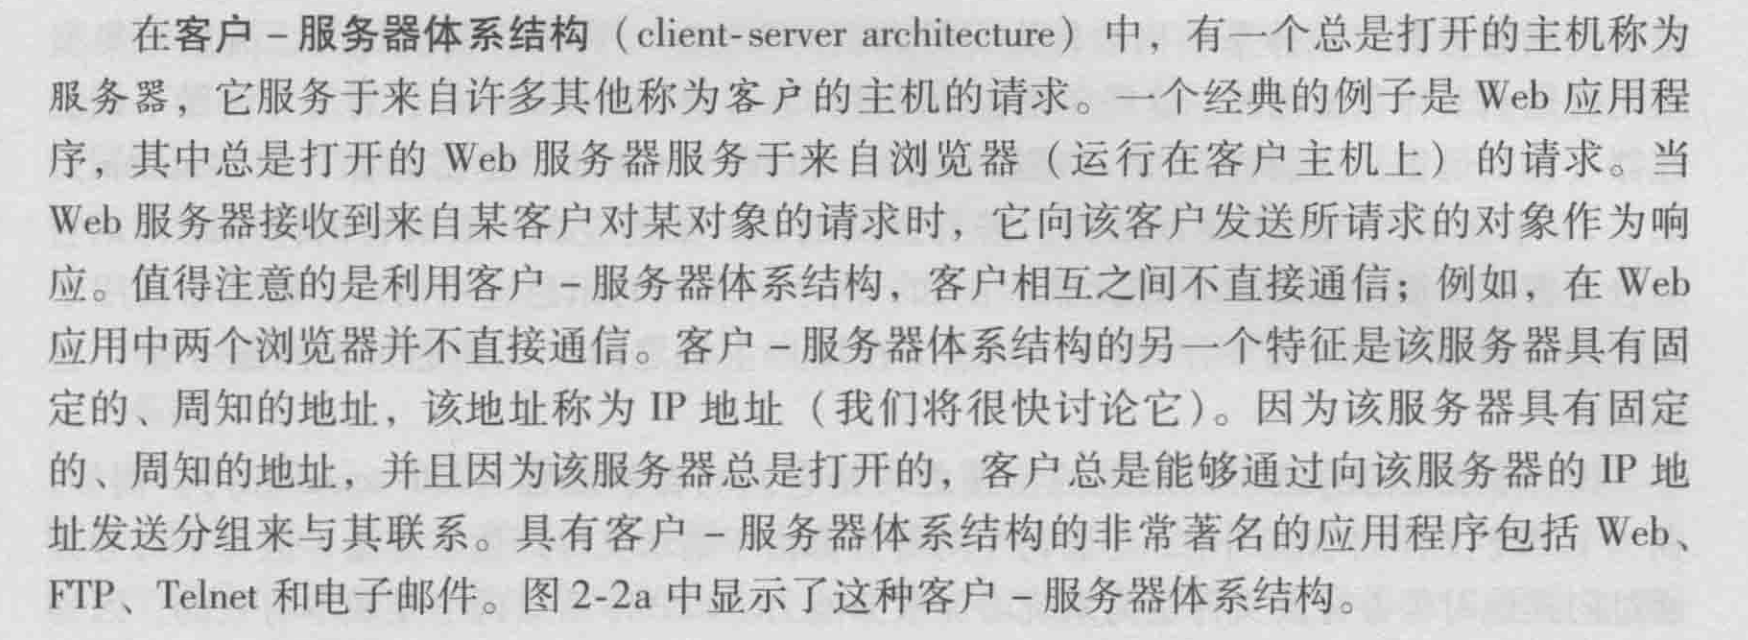 在客户－服务器体系结构（client-server architecture）中，有一个总是打开的主机称为
服务器，它服务于来自许多其他称为客户的主机的请求。一个经典的例子是 Web 应用程
序，其中总是打开的 Web 服务器服务于来自浏览器（运行在客户主机上）的请求。当
Web 服务器接收到来自某客户对某对象的请求时，它向该客户发送所请求的对象作为响
应。值得注意的是利用客户－服务器体系结构，客户相互之间不直接通信；例如，在 Web
应用中两个浏览器并不直接通信。客户－服务器体系结构的另一个特征是该服务器具有固
定的、周知的地址，该地址称为 IP 地址（我们将很快讨论它）。因为该服务器具有固定
的、周知的地址，并且因为该服务器总是打开的，客户总是能够通过向该服务器的 IP 地
址发送分组来与其联系。具有客户－服务器体系结构的非常著名的应用程序包括 Web、
FTP、Telnet 和电子邮件。图 2-2a 中显示了这种客户－服务器体系结构。